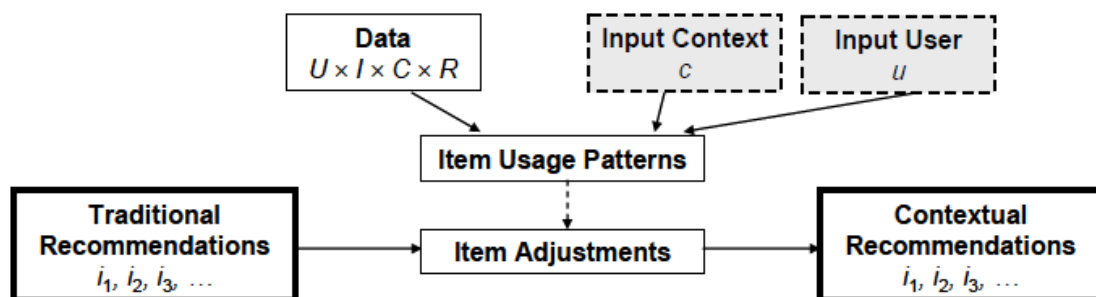 Data
U × I × C × R
Input Context
c
Input User
u
Item Usage Patterns
Traditional
Recommendations
i₁, i₂, i₃, …
Item Adjustments
Contextual
Recommendations
i₁, i₂, i₃, …